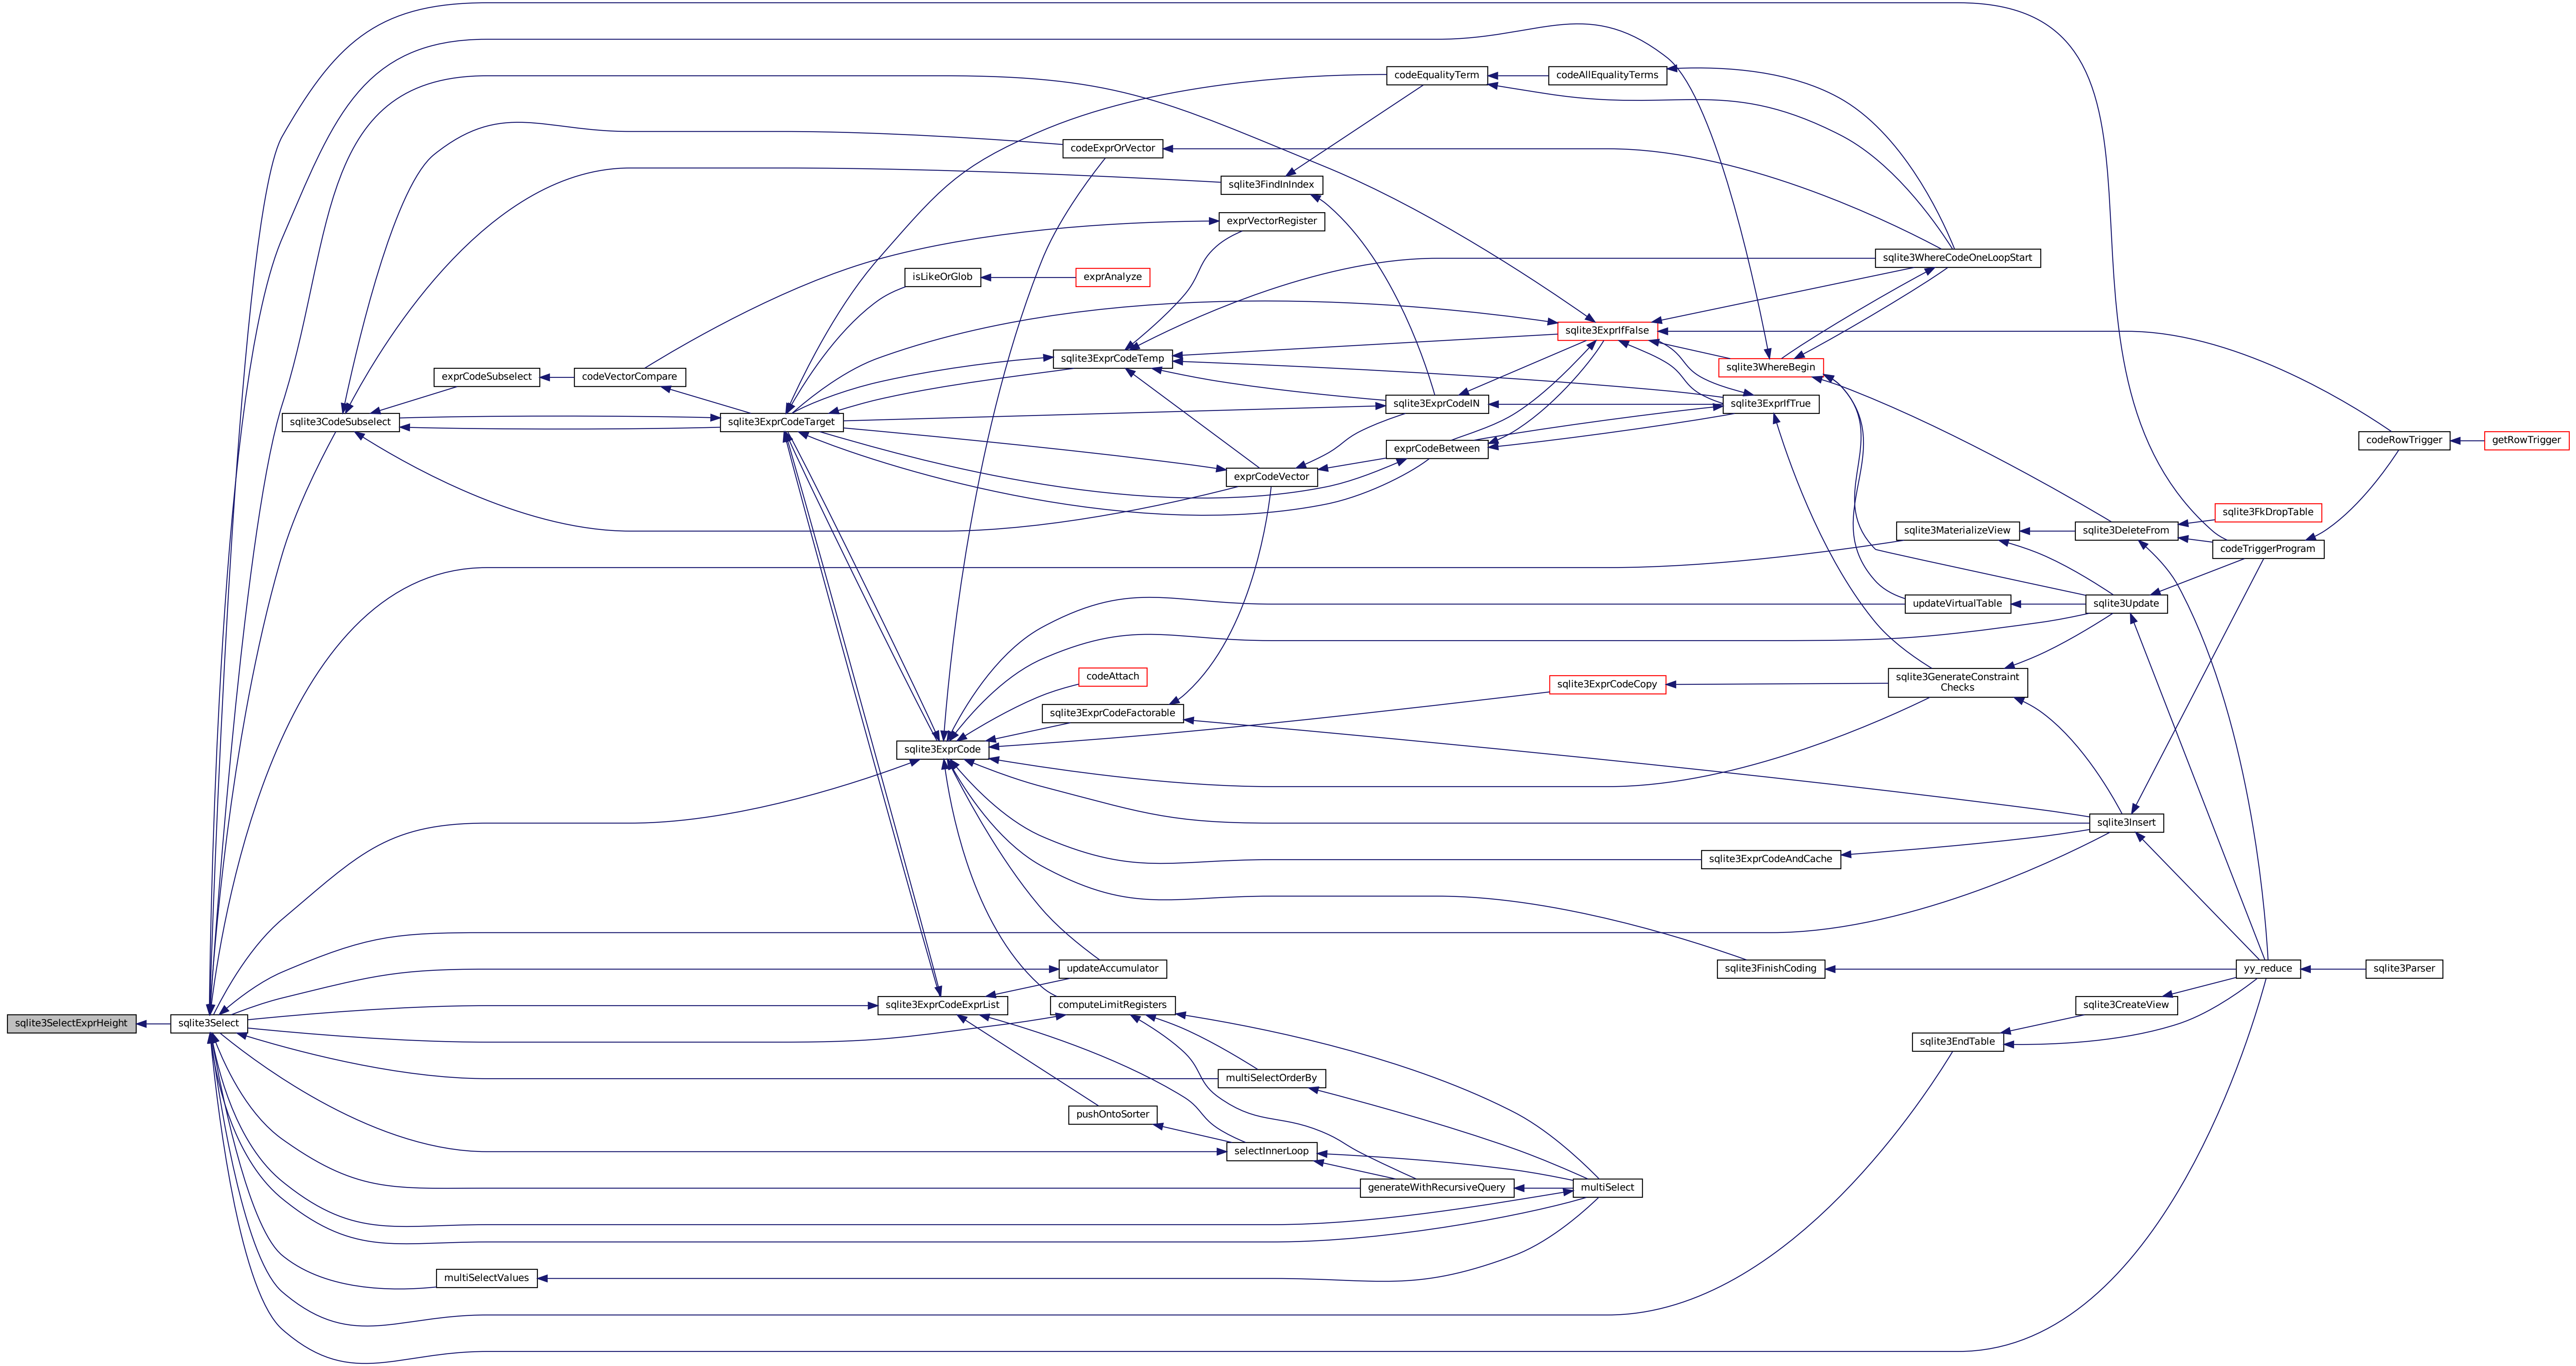 codeEqualityTerm
codeAllEqualityTerms
codeExprOrVector
sqlite3FindInIndex
exprVectorRegister
sqlite3WhereCodeOneLoopStart
isLikeOrGlob
exprAnalyze
sqlite3ExprIfFalse
sqlite3ExprCodeTemp
sqlite3WhereBegin
exprCodeSubselect
codeVectorCompare
sqlite3ExprCodeIN
sqlite3ExprIfTrue
sqlite3CodeSubselect
sqlite3ExprCodeTarget
codeRowTrigger
getRowTrigger
exprCodeBetween
exprCodeVector
sqlite3FkDropTable
sqlite3MaterializeView
sqlite3DeleteFrom
codeTriggerProgram
updateVirtualTable
sqlite3Update
codeAttach
sqlite3ExprCodeCopy
sqlite3GenerateConstraint
Checks
sqlite3ExprCodeFactorable
sqlite3ExprCode
sqlite3Insert
sqlite3ExprCodeAndCache
updateAccumulator
sqlite3FinishCoding
yy_reduce
sqlite3Parser
sqlite3ExprCodeExprList
computeLimitRegisters
sqlite3CreateView
sqlite3SelectExprHeight
sqlite3Select
sqlite3EndTable
multiSelectOrderBy
pushOntoSorter
selectInnerLoop
generateWithRecursiveQuery
multiSelect
multiSelectValues